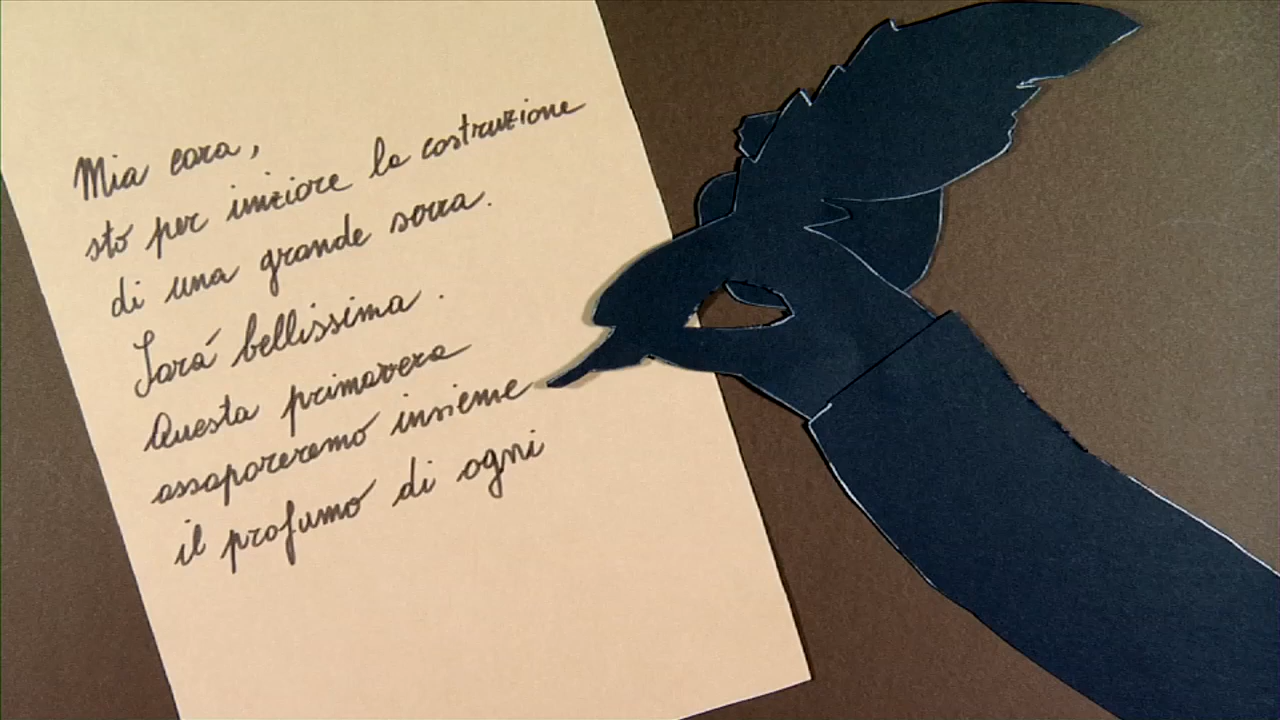 Mia cara,
sto per iniziare la costruzione
di una grande serra.
Sarà bellissima.
Questa primavera
assaporeremo insieme
il profumo di ogni